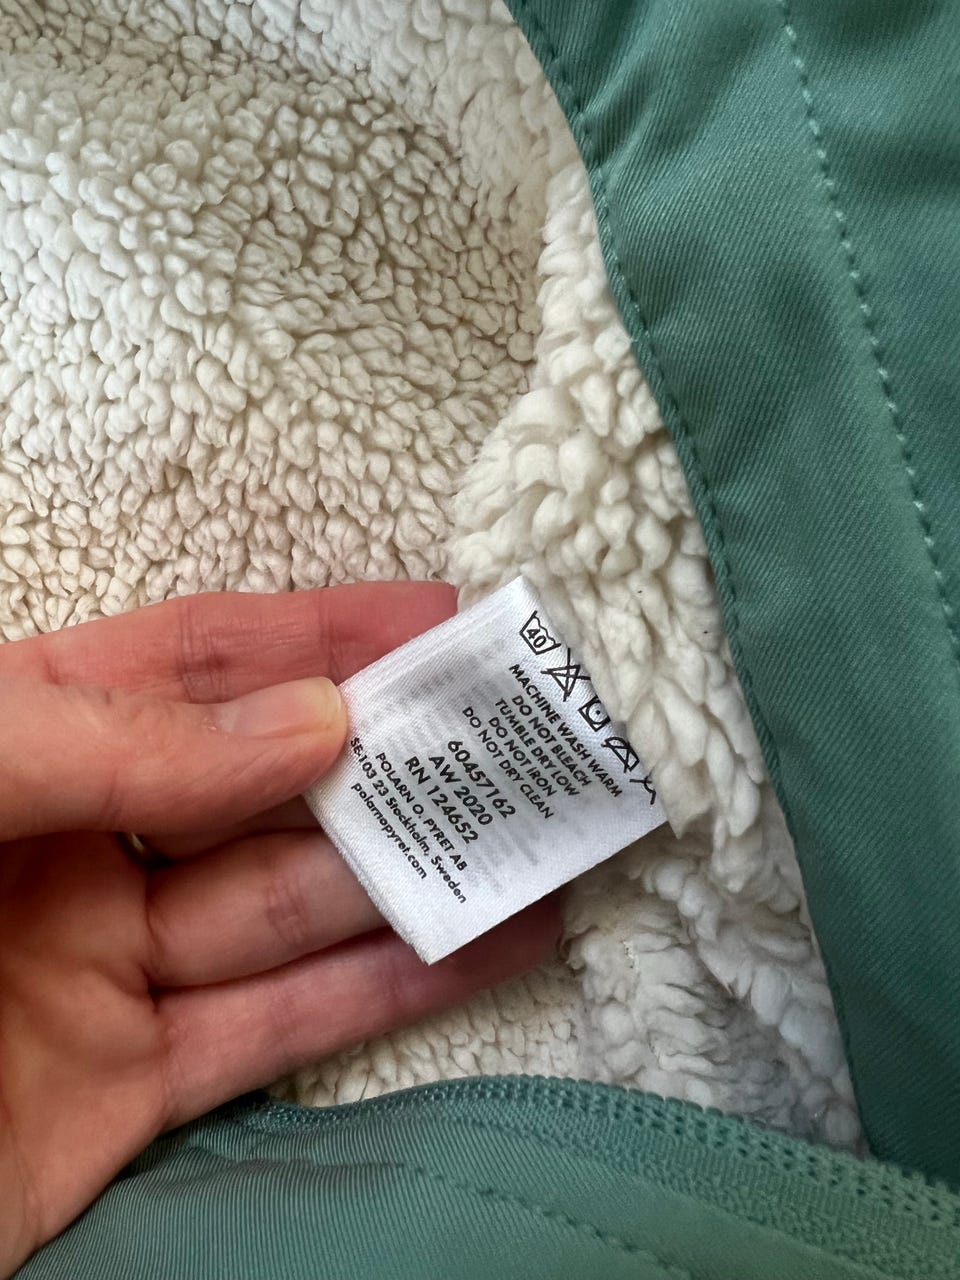 40
MACHINE WASH WARM
DO NOT BLEACH
TUMBLE DRY LOW
DO NOT IRON
DO NOT DRY CLEAN
60457162
AW 2020
RN 124652
POLARN O. PYRET AB
SE-103 23 Stockholm, Sweden
polarnopyret.com